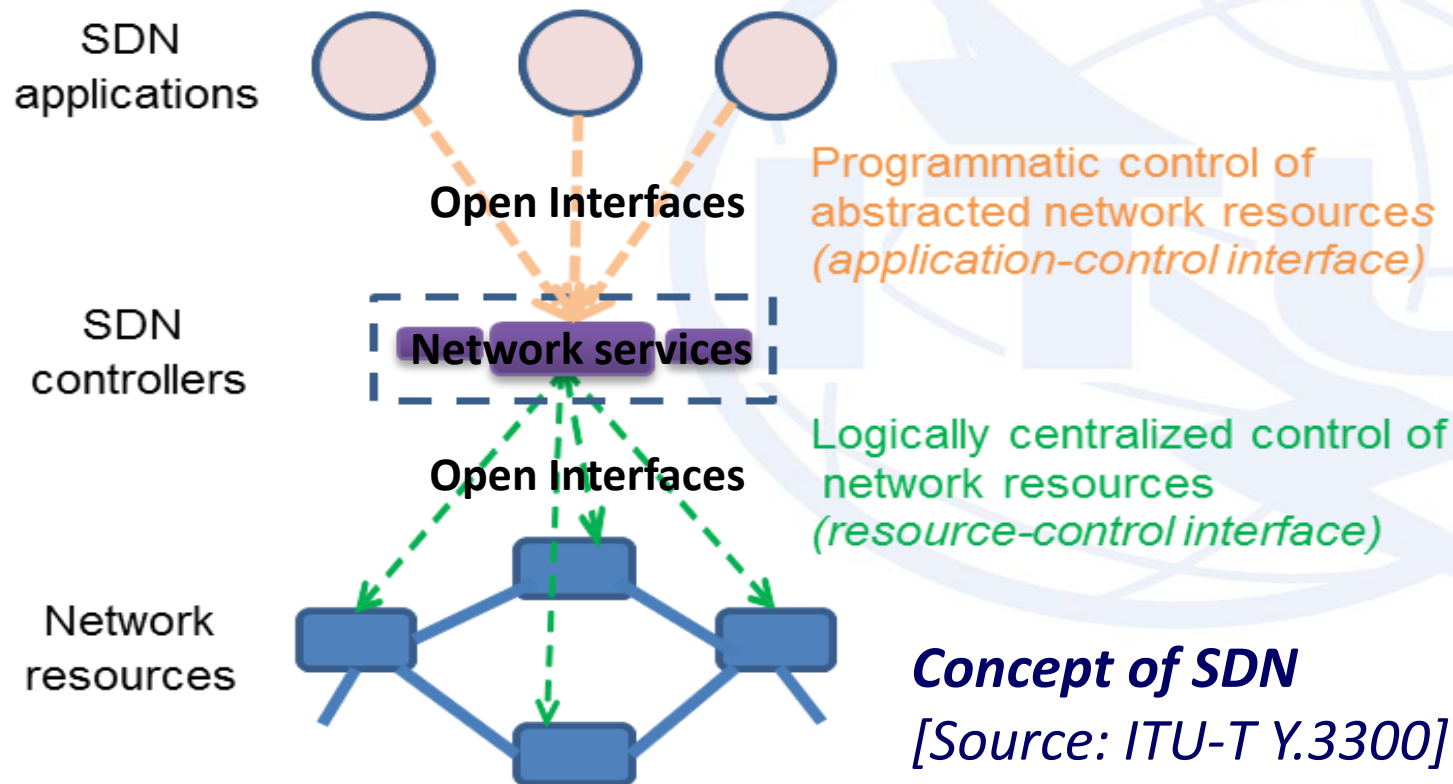 SDN
applications
Open Interfaces
Programmatic control of
abstracted network resources
(application-control interface)
SDN
controllers
Network services
Open Interfaces
Logically centralized control of
network resources
(resource-control interface)
Network
resources
Concept of SDN
[Source: ITU-T Y.3300]
ITU